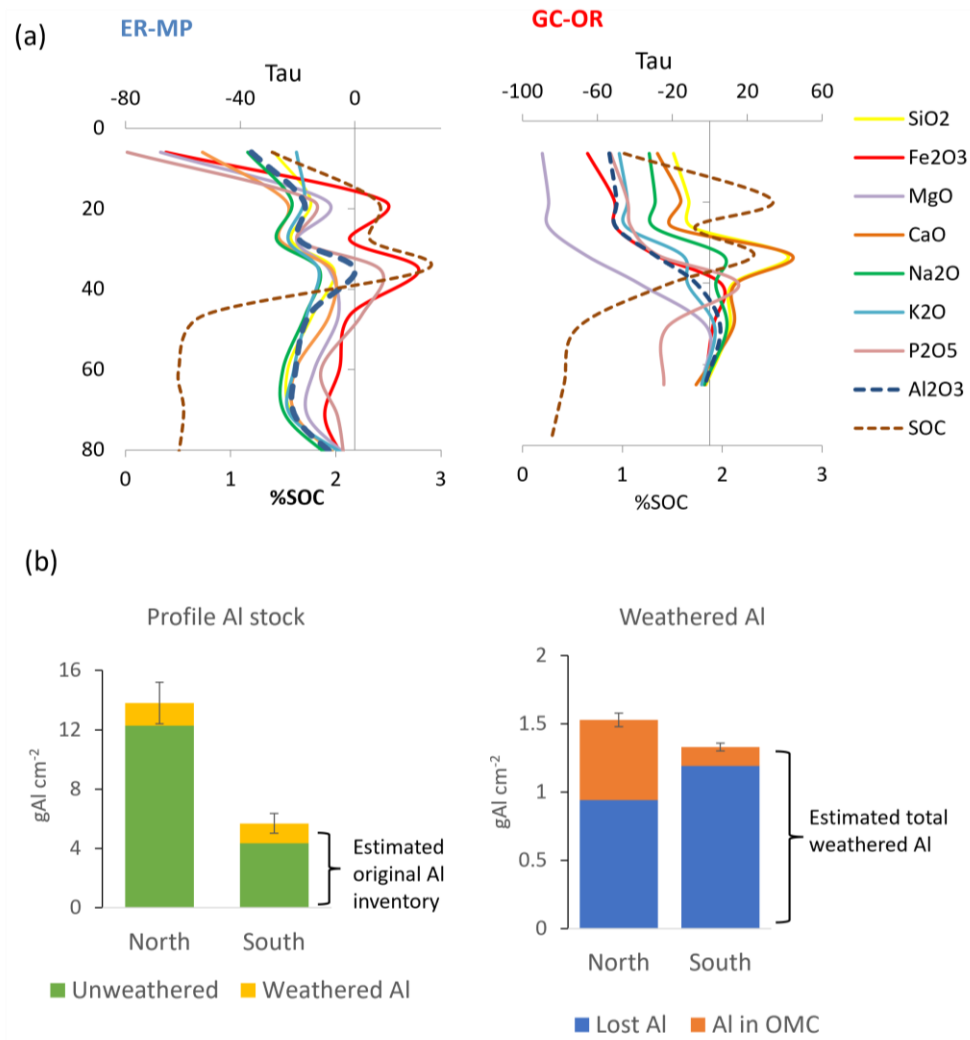 (a)
ER-MP
GC-OR
Tau
-80 -40 0
0
20
40
60
80
0 1 2 3
%SOC
Tau
-100 -60 -20 20 60
0 1 2 3
%SOC
SiO2
Fe2O3
MgO
CaO
Na2O
K2O
P2O5
Al2O3
SOC
(b)
Profile Al stock
16
12
8
4
0
gAl cm-2
North South
Estimated
original Al
inventory
Unweathered Weathered Al
Weathered Al
2
1.5
1
0.5
0
gAl cm-2
North South
Estimated total
weathered Al
Lost Al Al in OMC